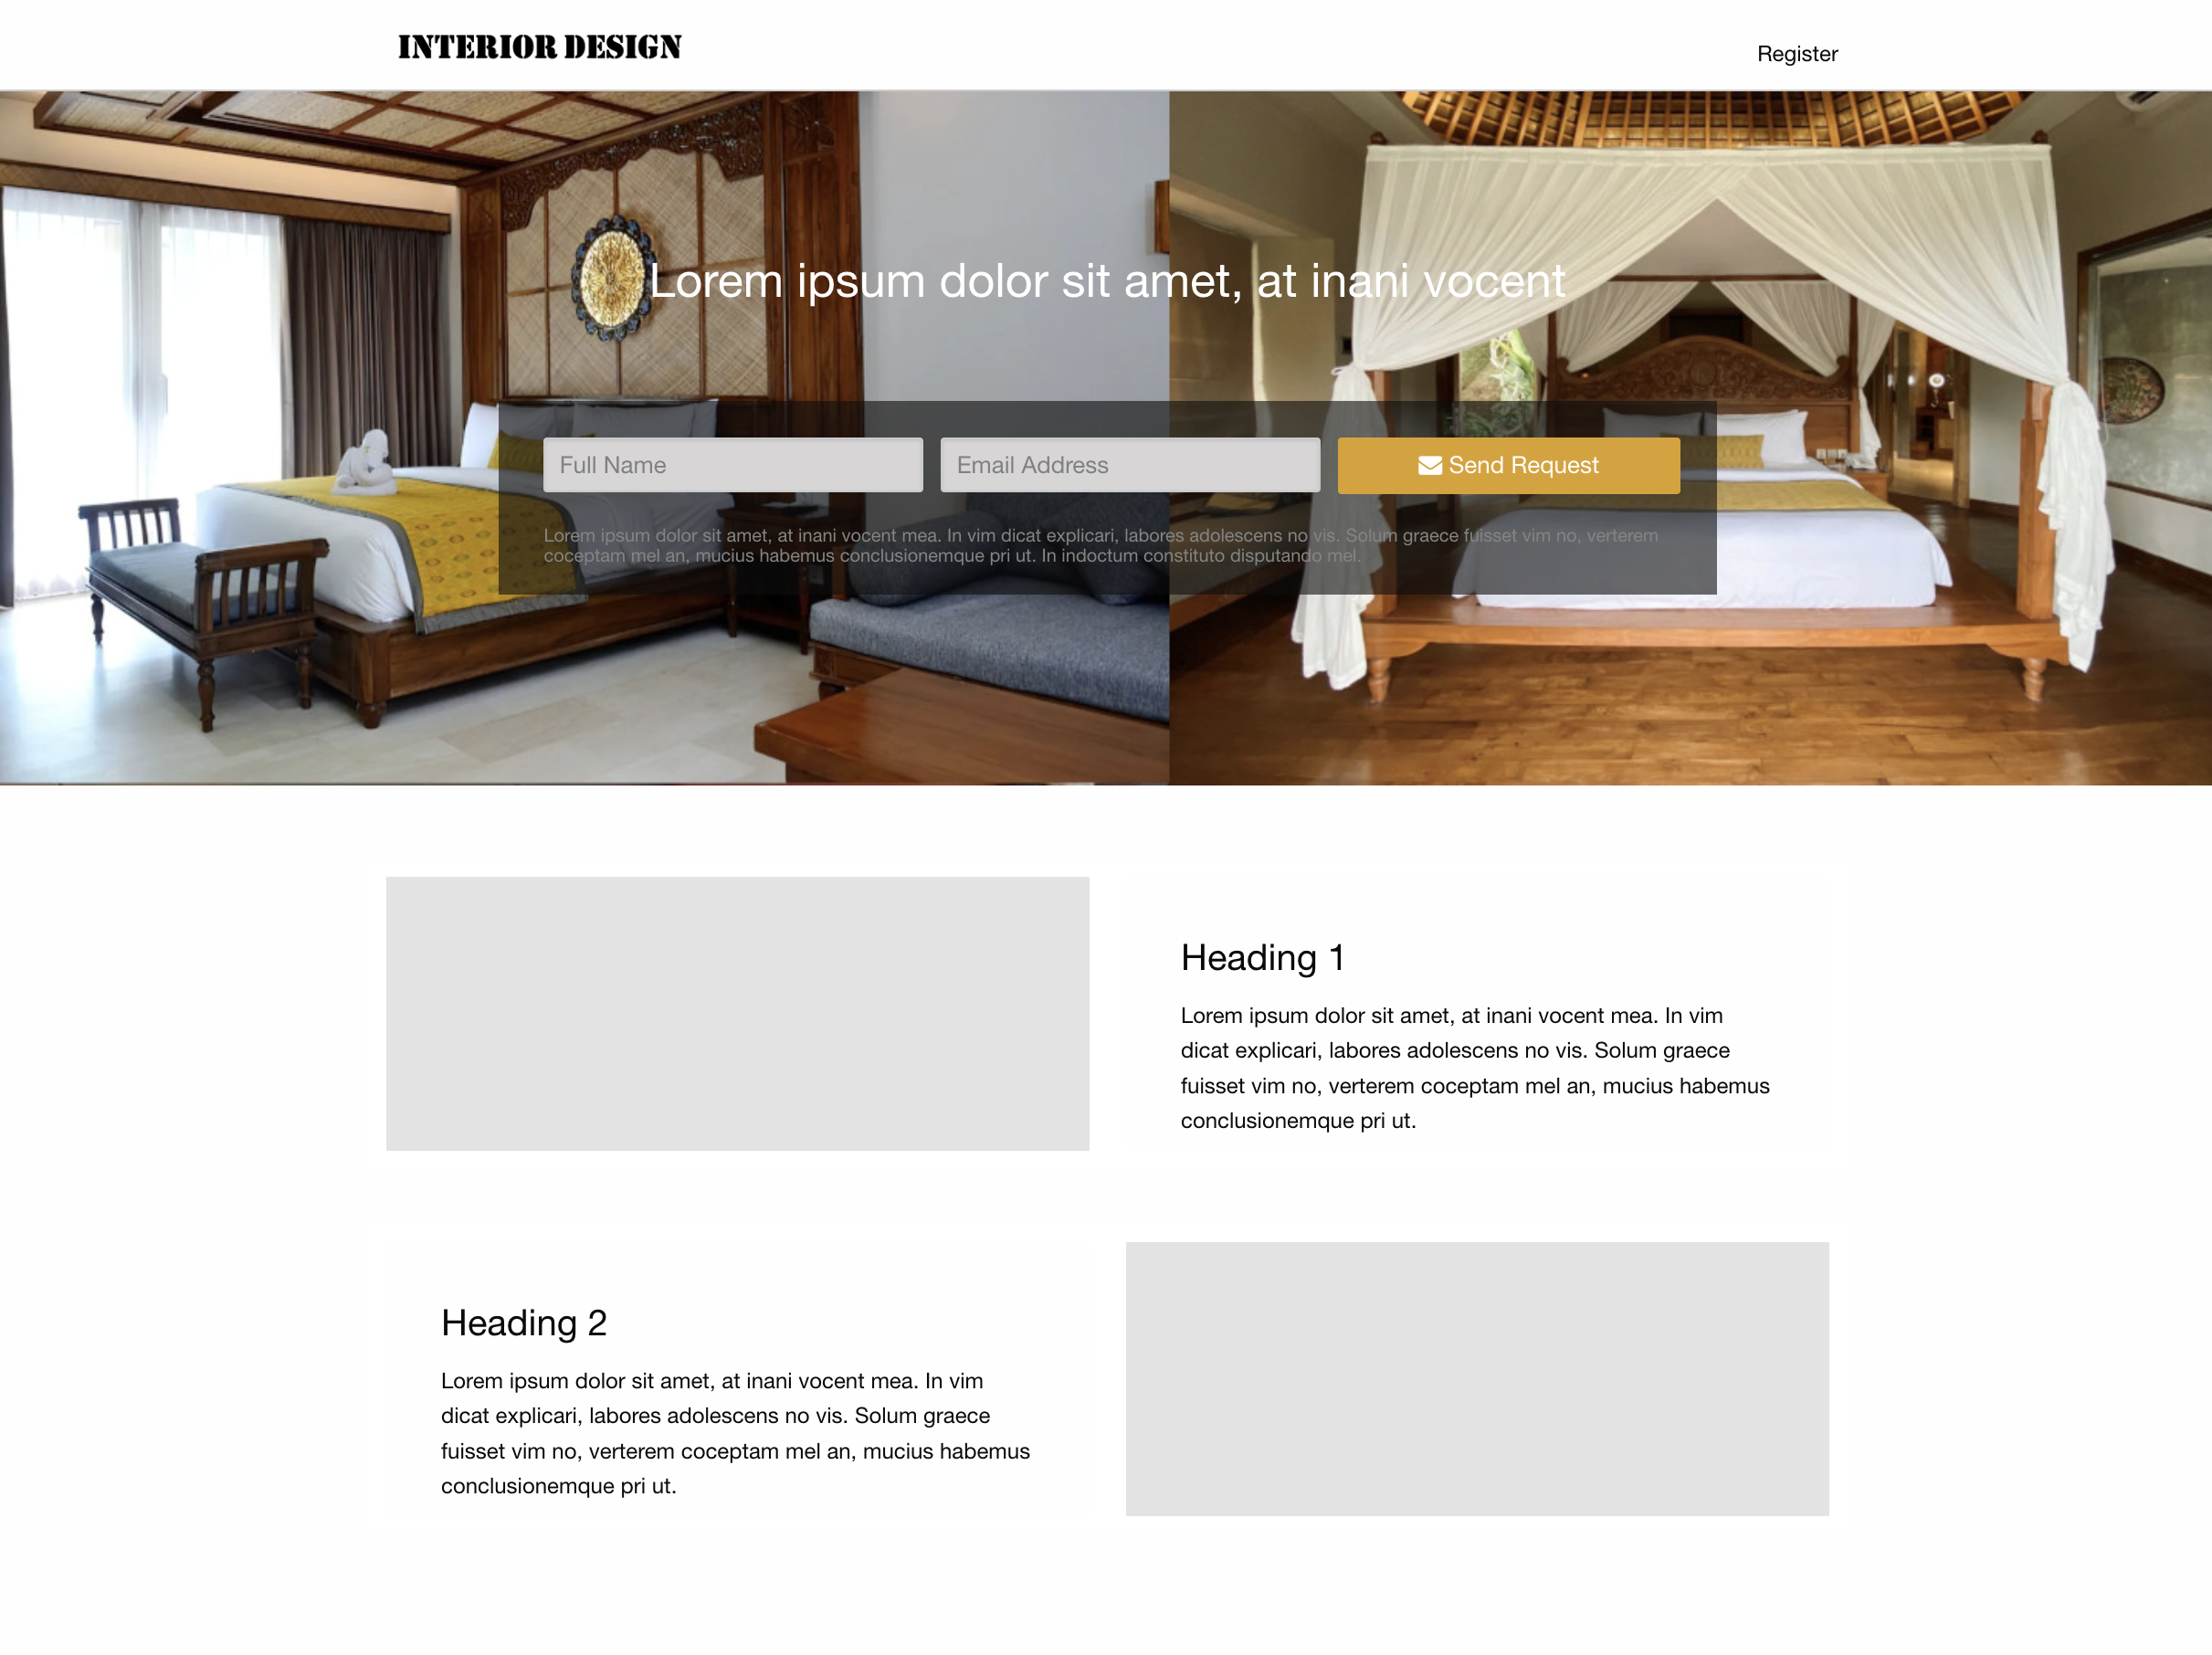 INTERIOR DESIGN
Register
Lorem ipsum dolor sit amet, at inani vocent
Full Name
Email Address
Send Request
Lorem ipsum dolor sit amet, at inani vocent mea. In vim dicat explicari, labores adolescens no vis. Solum graece fuisset vim no, verterem
coceptam mel an, mucius habemus conclusionemque pri ut. In indoctum constituto disputando mel.
Heading 1
Lorem ipsum dolor sit amet, at inani vocent mea. In vim
dicat explicari, labores adolescens no vis. Solum graece
fuisset vim no, verterem coceptam mel an, mucius habemus
conclusionemque pri ut.
Heading 2
Lorem ipsum dolor sit amet, at inani vocent mea. In vim
dicat explicari, labores adolescens no vis. Solum graece
fuisset vim no, verterem coceptam mel an, mucius habemus
conclusionemque pri ut.